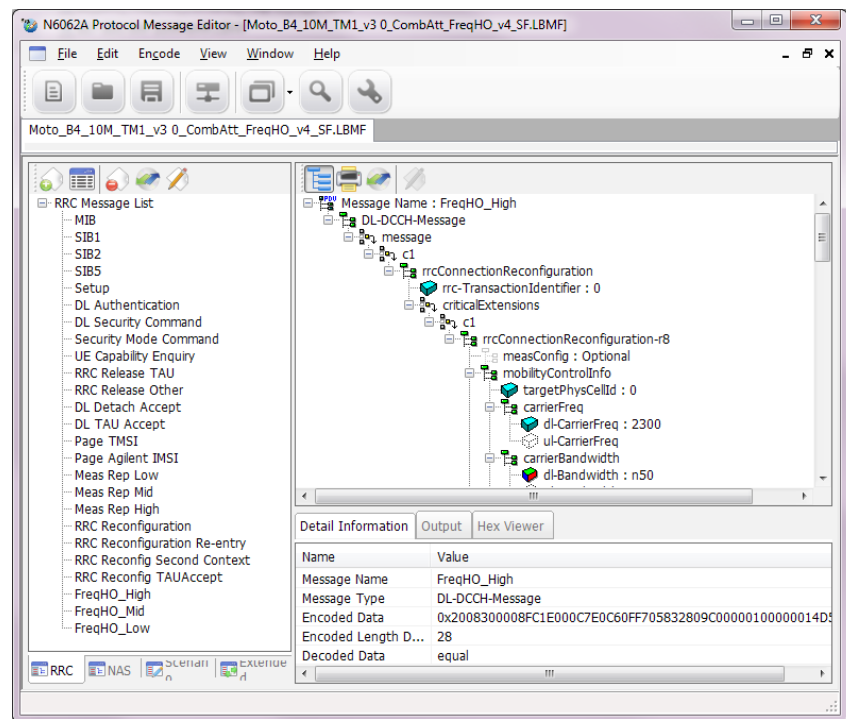 N6062A Protocol Message Editor - [Moto_B4_10M_TM1_v3 0_CombAtt_FreqHO_v4_SF.LBMF]
File Edit Encode View Window Help
Moto_B4_10M_TM1_v3 0_CombAtt_FreqHO_v4_SF.LBMF
RRC Message List
MIB
SIB1
SIB2
SIB5
Setup
DL Authentication
DL Security Command
Security Mode Command
UE Capability Enquiry
RRC Release TAU
RRC Release Other
DL Detach Accept
DL TAU Accept
Page TMSI
Page Agilent IMSI
Meas Rep Low
Meas Rep Mid
Meas Rep High
RRC Reconfiguration
RRC Reconfiguration Re-entry
RRC Reconfig Second Context
RRC Reconfig TAUAccept
FreqHO_High
FreqHO_Mid
FreqHO_Low
RRC NAS Scenario Extended
PDU Message Name : FreqHO_High
DL-DCCH-Message
message
c1
rrcConnectionReconfiguration
rrc-TransactionIdentifier : 0
criticalExtensions
c1
rrcConnectionReconfiguration-r8
measConfig : Optional
mobilityControlInfo
targetPhysCellId : 0
carrierFreq
dl-CarrierFreq : 2300
ul-CarrierFreq
carrierBandwidth
dl-Bandwidth : n50
Detail Information Output Hex Viewer
Name Value
Message Name FreqHO_High
Message Type DL-DCCH-Message
Encoded Data 0x2008300008FC1E000C7E0C60FF705832809C00000100000014D5
Encoded Length D... 28
Decoded Data equal